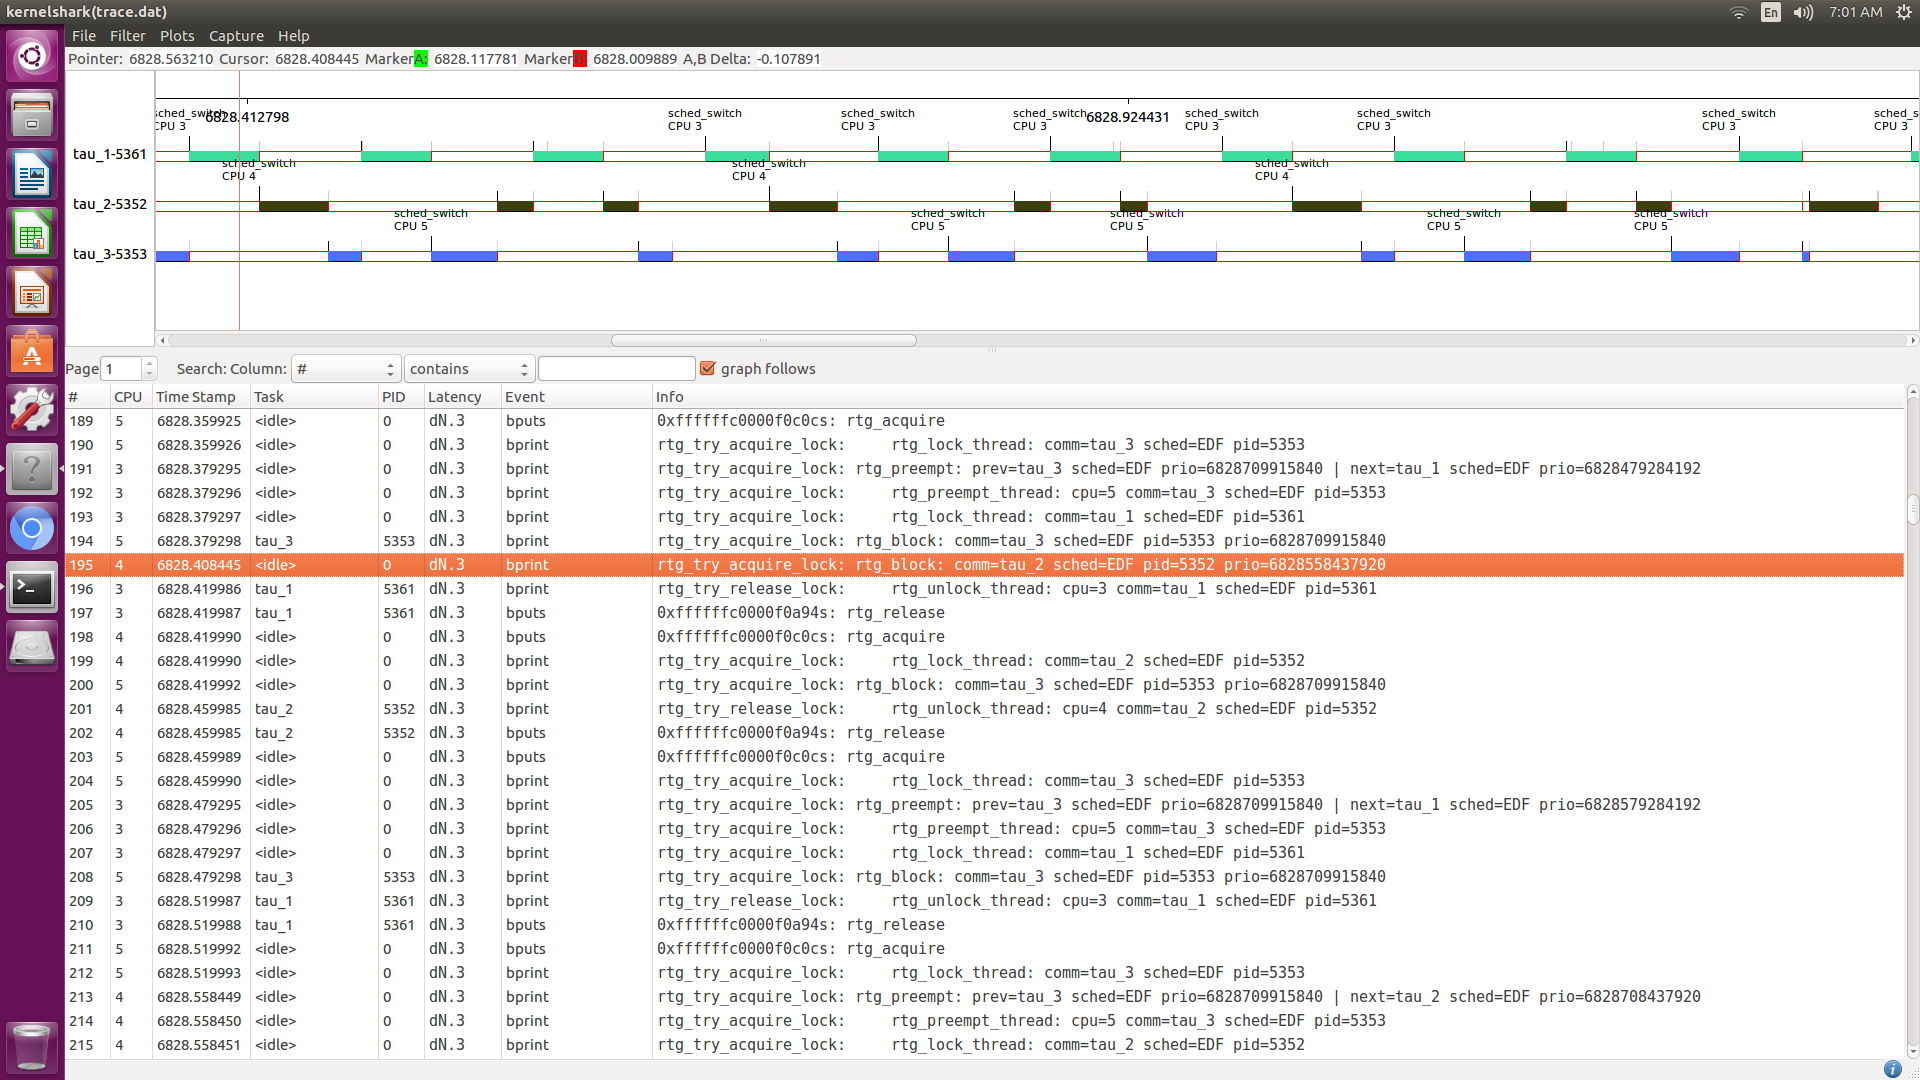 kernelshark(trace.dat)
En
7:01 AM
File Filter Plots Capture Help
Pointer: 6828.563210 Cursor: 6828.408445 Marker A: 6828.117781 Marker B: 6828.009889 A,B Delta: -0.107891
sched_switch sched_switch sched_switch sched_switch sched_switch sched_switch sched_switch sched_s
6828.412798 6828.924431
CPU 3 CPU 3 CPU 3 CPU 3 CPU 3 CPU 3 CPU 3 CPU 3
tau_1-5361
sched_switch sched_switch sched_switch
CPU 4 CPU 4 CPU 4
tau_2-5352
sched_switch sched_switch sched_switch sched_switch sched_switch
CPU 5 CPU 5 CPU 5 CPU 5 CPU 5
tau_3-5353
Page 1 Search: Column: # contains graph follows
# CPU Time Stamp Task PID Latency Event Info
189 5 6828.359925 <idle> 0 dN.3 bputs 0xffffffc0000f0c0cs: rtg_acquire
190 5 6828.359926 <idle> 0 dN.3 bprint rtg_try_acquire_lock: rtg_lock_thread: comm=tau_3 sched=EDF pid=5353
191 3 6828.379295 <idle> 0 dN.3 bprint rtg_try_acquire_lock: rtg_preempt: prev=tau_3 sched=EDF prio=6828709915840 | next=tau_1 sched=EDF prio=6828479284192
192 3 6828.379296 <idle> 0 dN.3 bprint rtg_try_acquire_lock: rtg_preempt_thread: cpu=5 comm=tau_3 sched=EDF pid=5353
193 3 6828.379297 <idle> 0 dN.3 bprint rtg_try_acquire_lock: rtg_lock_thread: comm=tau_1 sched=EDF pid=5361
194 5 6828.379298 tau_3 5353 dN.3 bprint rtg_try_acquire_lock: rtg_block: comm=tau_3 sched=EDF pid=5353 prio=6828709915840
195 4 6828.408445 <idle> 0 dN.3 bprint rtg_try_acquire_lock: rtg_block: comm=tau_2 sched=EDF pid=5352 prio=6828558437920
196 3 6828.419986 tau_1 5361 dN.3 bprint rtg_try_release_lock: rtg_unlock_thread: cpu=3 comm=tau_1 sched=EDF pid=5361
197 3 6828.419987 tau_1 5361 dN.3 bputs 0xffffffc0000f0a94s: rtg_release
198 4 6828.419990 <idle> 0 dN.3 bputs 0xffffffc0000f0c0cs: rtg_acquire
199 4 6828.419990 <idle> 0 dN.3 bprint rtg_try_acquire_lock: rtg_lock_thread: comm=tau_2 sched=EDF pid=5352
200 5 6828.419992 <idle> 0 dN.3 bprint rtg_try_acquire_lock: rtg_block: comm=tau_3 sched=EDF pid=5353 prio=6828709915840
201 4 6828.459985 tau_2 5352 dN.3 bprint rtg_try_release_lock: rtg_unlock_thread: cpu=4 comm=tau_2 sched=EDF pid=5352
202 4 6828.459985 tau_2 5352 dN.3 bputs 0xffffffc0000f0a94s: rtg_release
203 5 6828.459989 <idle> 0 dN.3 bputs 0xffffffc0000f0c0cs: rtg_acquire
204 5 6828.459990 <idle> 0 dN.3 bprint rtg_try_acquire_lock: rtg_lock_thread: comm=tau_3 sched=EDF pid=5353
205 3 6828.479295 <idle> 0 dN.3 bprint rtg_try_acquire_lock: rtg_preempt: prev=tau_3 sched=EDF prio=6828709915840 | next=tau_1 sched=EDF prio=6828579284192
206 3 6828.479296 <idle> 0 dN.3 bprint rtg_try_acquire_lock: rtg_preempt_thread: cpu=5 comm=tau_3 sched=EDF pid=5353
207 3 6828.479297 <idle> 0 dN.3 bprint rtg_try_acquire_lock: rtg_lock_thread: comm=tau_1 sched=EDF pid=5361
208 5 6828.479298 tau_3 5353 dN.3 bprint rtg_try_acquire_lock: rtg_block: comm=tau_3 sched=EDF pid=5353 prio=6828709915840
209 3 6828.519987 tau_1 5361 dN.3 bprint rtg_try_release_lock: rtg_unlock_thread: cpu=3 comm=tau_1 sched=EDF pid=5361
210 3 6828.519988 tau_1 5361 dN.3 bputs 0xffffffc0000f0a94s: rtg_release
211 5 6828.519992 <idle> 0 dN.3 bputs 0xffffffc0000f0c0cs: rtg_acquire
212 5 6828.519993 <idle> 0 dN.3 bprint rtg_try_acquire_lock: rtg_lock_thread: comm=tau_3 sched=EDF pid=5353
213 4 6828.558449 <idle> 0 dN.3 bprint rtg_try_acquire_lock: rtg_preempt: prev=tau_3 sched=EDF prio=6828709915840 | next=tau_2 sched=EDF prio=6828708437920
214 4 6828.558450 <idle> 0 dN.3 bprint rtg_try_acquire_lock: rtg_preempt_thread: cpu=5 comm=tau_3 sched=EDF pid=5353
215 4 6828.558451 <idle> 0 dN.3 bprint rtg_try_acquire_lock: rtg_lock_thread: comm=tau_2 sched=EDF pid=5352